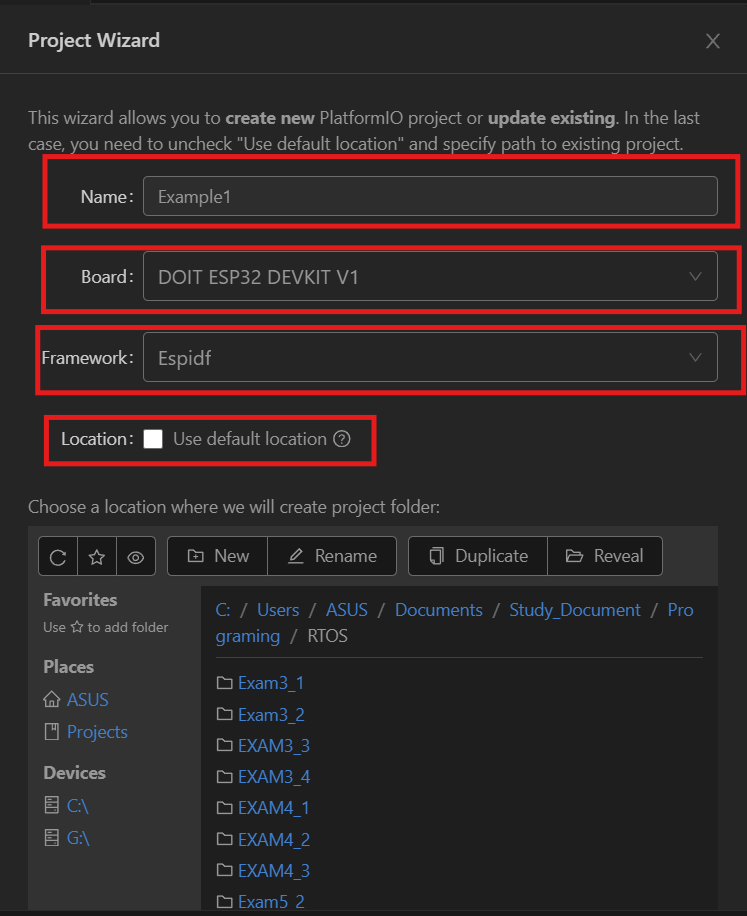 Project Wizard
This wizard allows you to create new PlatformIO project or update existing. In the last
case, you need to uncheck "Use default location" and specify path to existing project.
Name: Example1
Board: DOIT ESP32 DEVKIT V1
Framework: Espidf
Location: Use default location
Choose a location where we will create project folder:
New Rename Duplicate Reveal
Favorites
Use ☆ to add folder
Places
ASUS
Projects
Devices
C:\
G:\
C: / Users / ASUS / Documents / Study_Document / Pro
graming / RTOS
Exam3_1
Exam3_2
EXAM3_3
EXAM3_4
EXAM4_1
EXAM4_2
EXAM4_3
Exam5_2